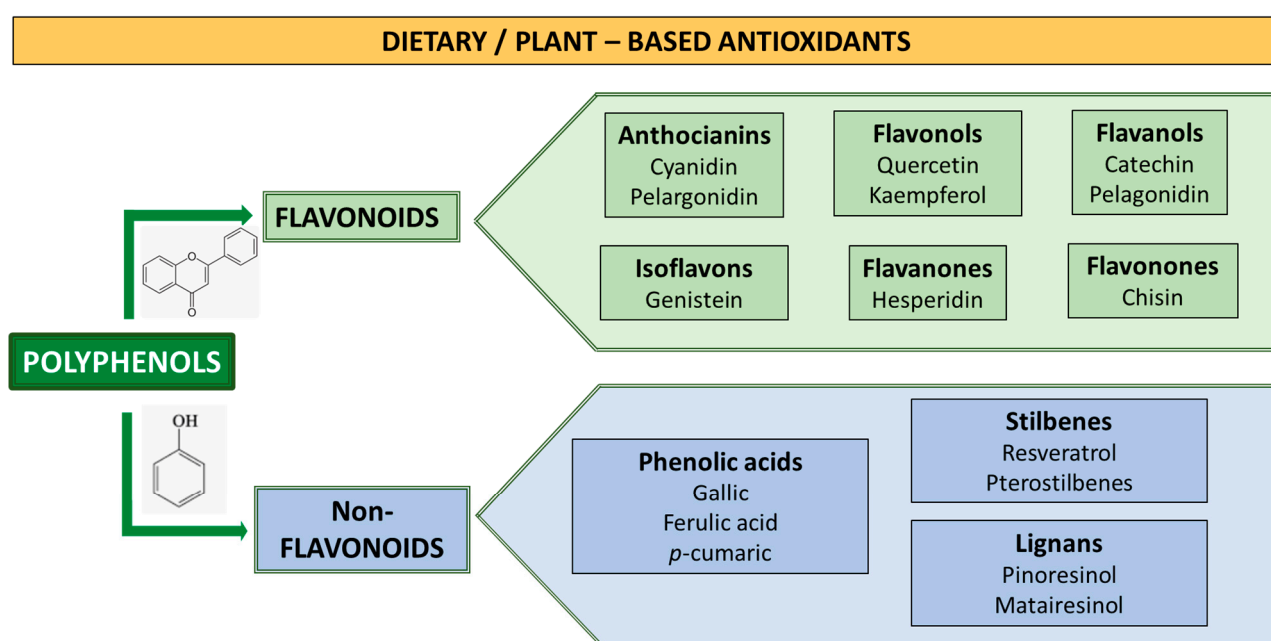 DIETARY / PLANT – BASED ANTIOXIDANTS
POLYPHENOLS
FLAVONOIDS
O
O
Anthocianins
Cyanidin
Pelargonidin
Flavonols
Quercetin
Kaempferol
Flavanols
Catechin
Pelagonidin
Isoflavons
Genistein
Flavanones
Hesperidin
Flavonones
Chisin
OH
Non-
FLAVONOIDS
Phenolic acids
Gallic
Ferulic acid
p-cumaric
Stilbenes
Resveratrol
Pterostilbenes
Lignans
Pinoresinol
Matairesinol